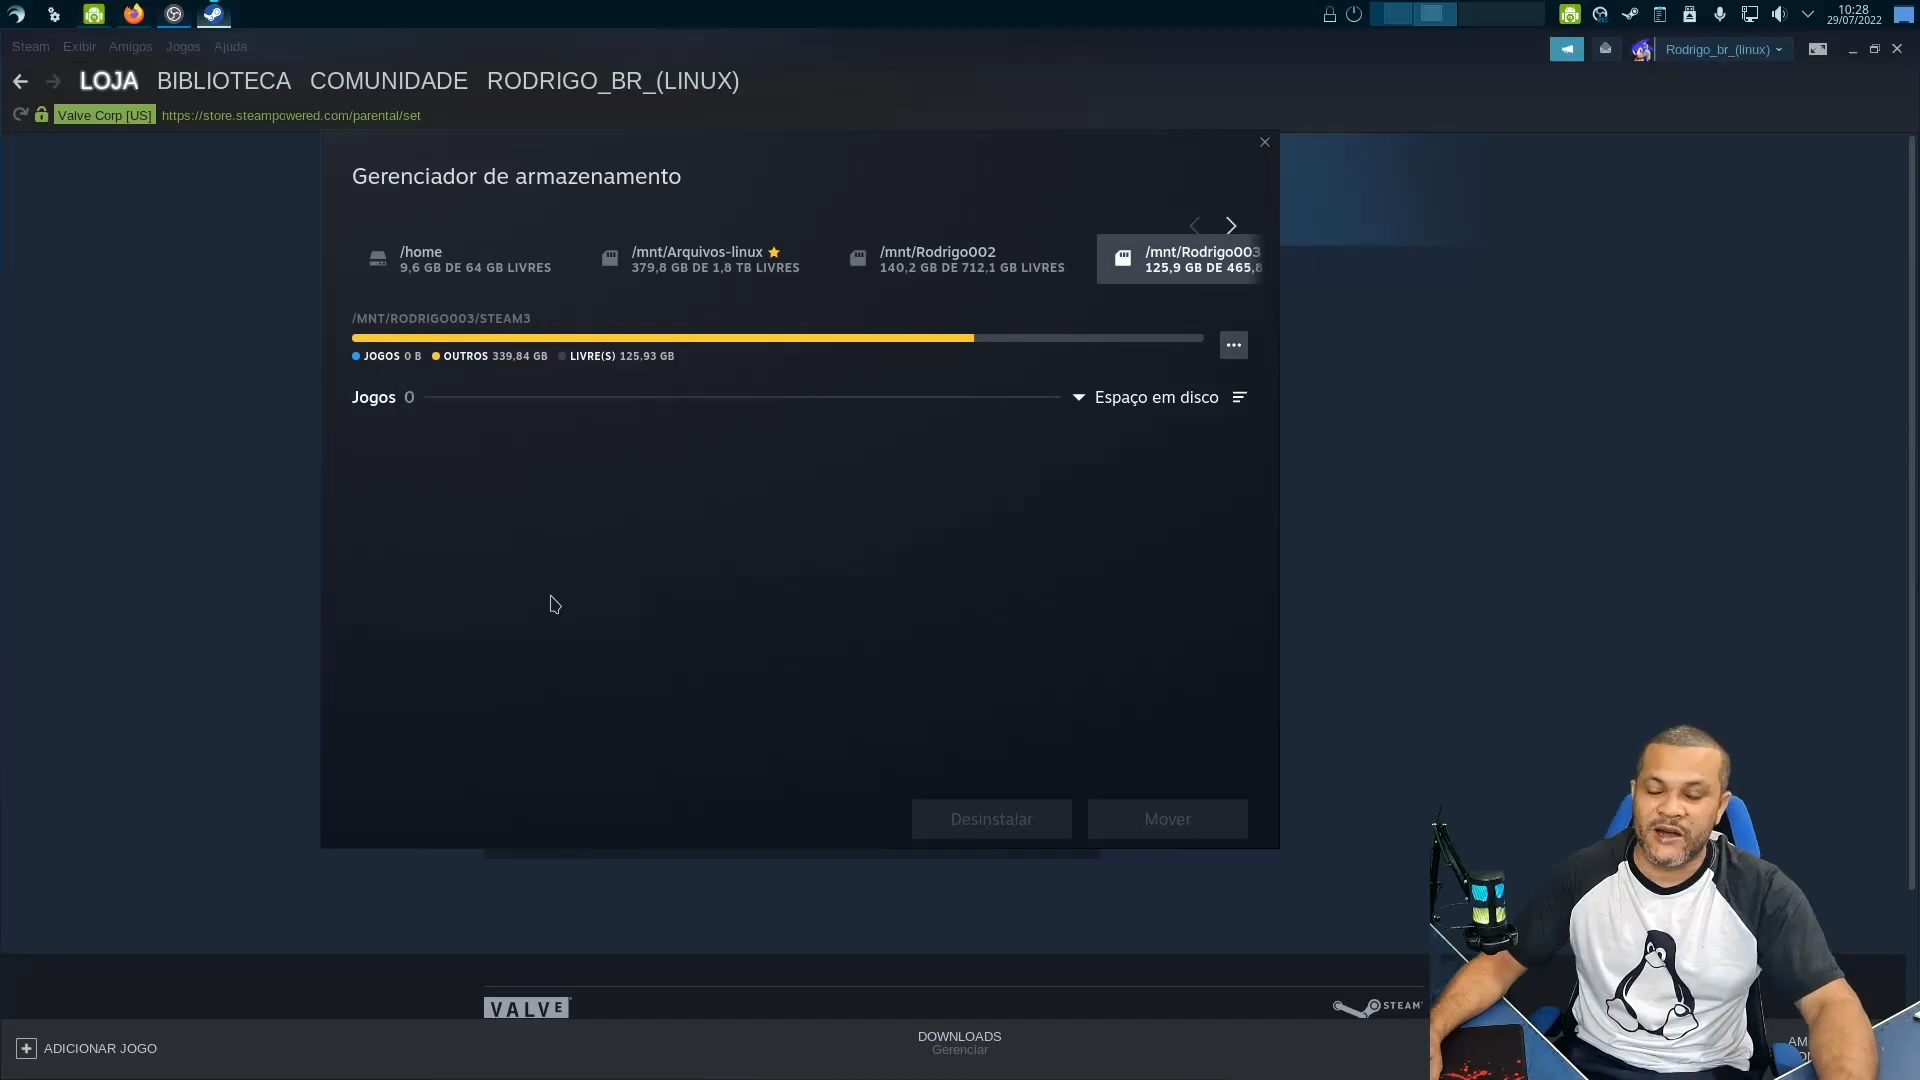 10:28
29/07/2022
Steam Exibir Amigos Jogos Ajuda
Rodrigo_br_(linux)
LOJA BIBLIOTECA COMUNIDADE RODRIGO_BR_(LINUX)
Valve Corp [US] https://store.steampowered.com/parental/set
Gerenciador de armazenamento
/home
9,6 GB DE 64 GB LIVRES
/mnt/Arquivos-linux
379,8 GB DE 1,8 TB LIVRES
/mnt/Rodrigo002
140,2 GB DE 712,1 GB LIVRES
/mnt/Rodrigo003
125,9 GB DE 465,8
/MNT/RODRIGO003/STEAM3
JOGOS 0 B OUTROS 339,84 GB LIVRE(S) 125,93 GB
Jogos 0
Espaço em disco
Desinstalar Mover
VALVE
STEAM
ADICIONAR JOGO
DOWNLOADS
Gerenciar